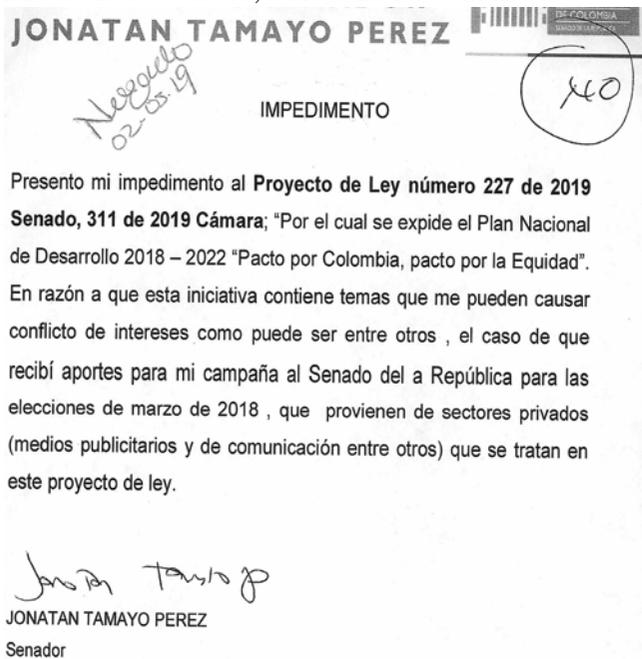 JONATAN TAMAYO PEREZ
DE COLOMBIA
Negado
02-05-19
IMPEDIMENTO
Presento mi impedimento al Proyecto de Ley número 227 de 2019
Senado, 311 de 2019 Cámara; “Por el cual se expide el Plan Nacional
de Desarrollo 2018 – 2022 “Pacto por Colombia, pacto por la Equidad”.
En razón a que esta iniciativa contiene temas que me pueden causar
conflicto de intereses como puede ser entre otros , el caso de que
recibí aportes para mi campaña al Senado del a República para las
elecciones de marzo de 2018 , que provienen de sectores privados
(medios publicitarios y de comunicación entre otros) que se tratan en
este proyecto de ley.
Jonatan Tamayo P
JONATAN TAMAYO PEREZ
Senador